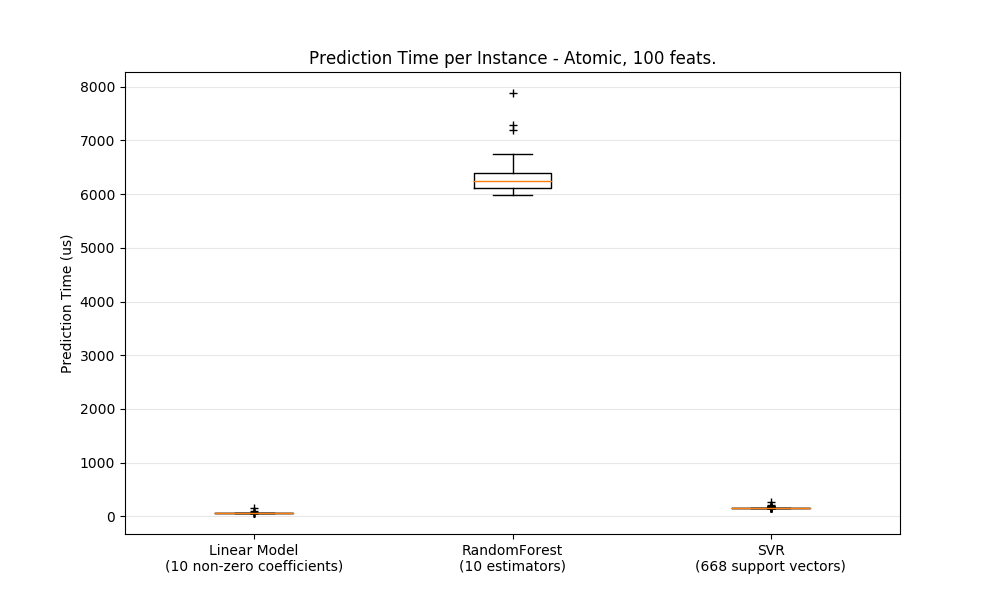 Prediction Time per Instance - Atomic, 100 feats.
Prediction Time (us)
8000
7000
6000
5000
4000
3000
2000
1000
0
Linear Model
(10 non-zero coefficients)
RandomForest
(10 estimators)
SVR
(668 support vectors)